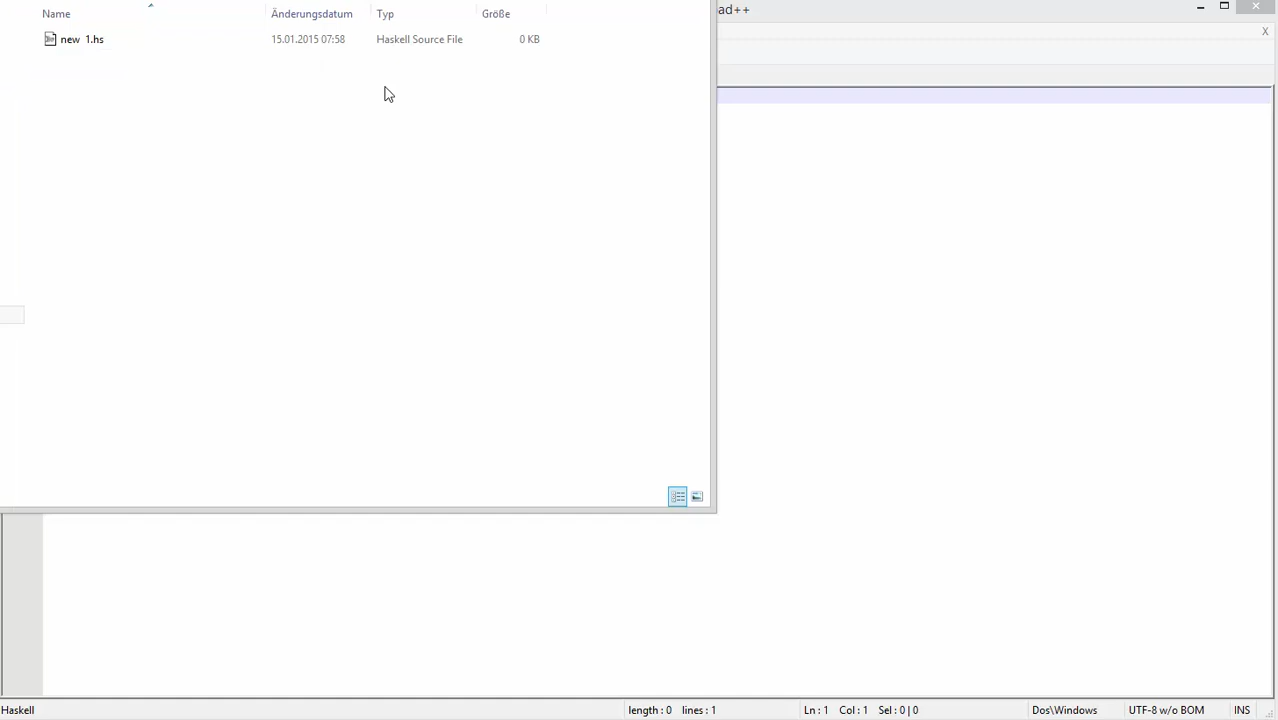 Name Änderungsdatum Typ Größe
new 1.hs 15.01.2015 07:58 Haskell Source File 0 KB
ad++
X
Haskell length : 0 lines : 1 Ln : 1 Col : 1 Sel : 0 | 0 Dos\Windows UTF-8 w/o BOM INS